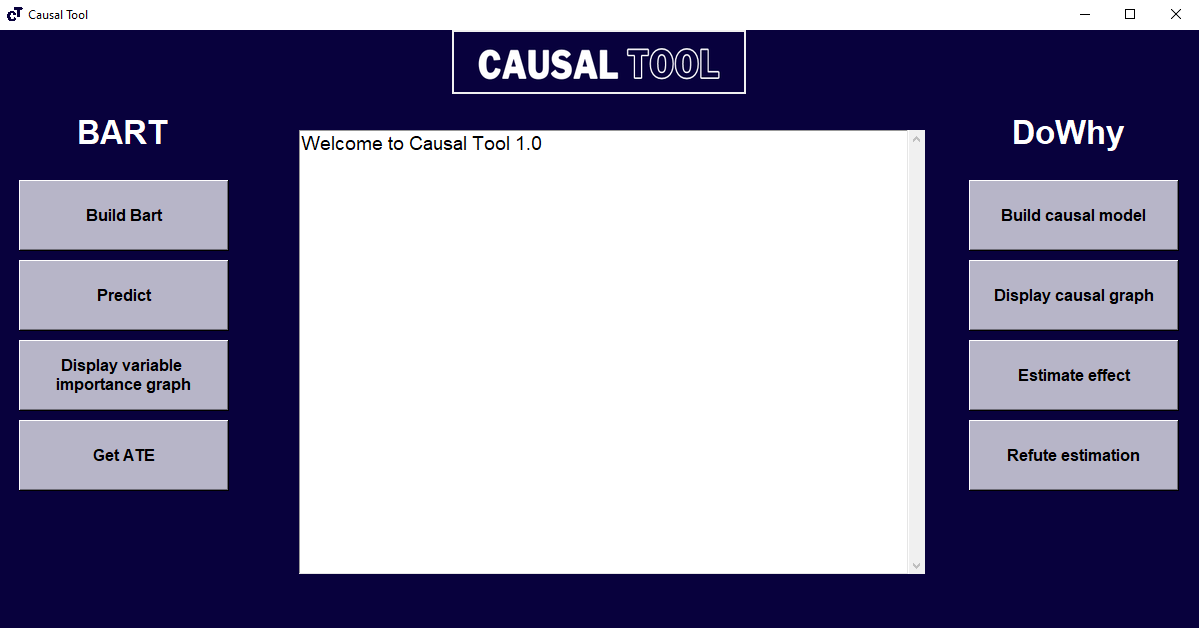 cT Causal Tool
CAUSAL TOOL
BART
Build Bart
Predict
Display variable
importance graph
Get ATE
Welcome to Causal Tool 1.0
DoWhy
Build causal model
Display causal graph
Estimate effect
Refute estimation